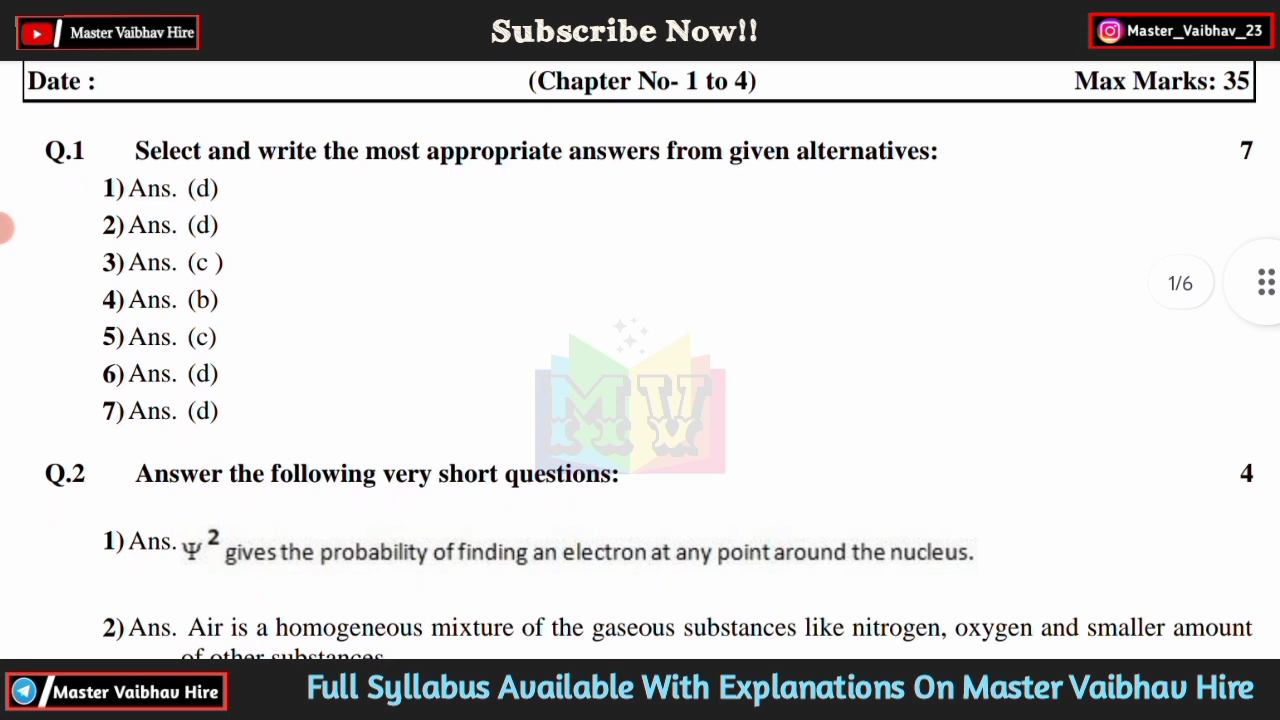 Master Vaibhav Hire
Subscribe Now!!
Master_Vaibhav_23
Date : (Chapter No- 1 to 4) Max Marks: 35
Q.1 Select and write the most appropriate answers from given alternatives: 7
1) Ans. (d)
2) Ans. (d)
3) Ans. (c )
4) Ans. (b)
5) Ans. (c)
6) Ans. (d)
7) Ans. (d)
1/6
MV
Q.2 Answer the following very short questions: 4
1) Ans. Ψ² gives the probability of finding an electron at any point around the nucleus.
2) Ans. Air is a homogeneous mixture of the gaseous substances like nitrogen, oxygen and smaller amount
of other substances
Master Vaibhav Hire
Full Syllabus Available With Explanations On Master Vaibhav Hire